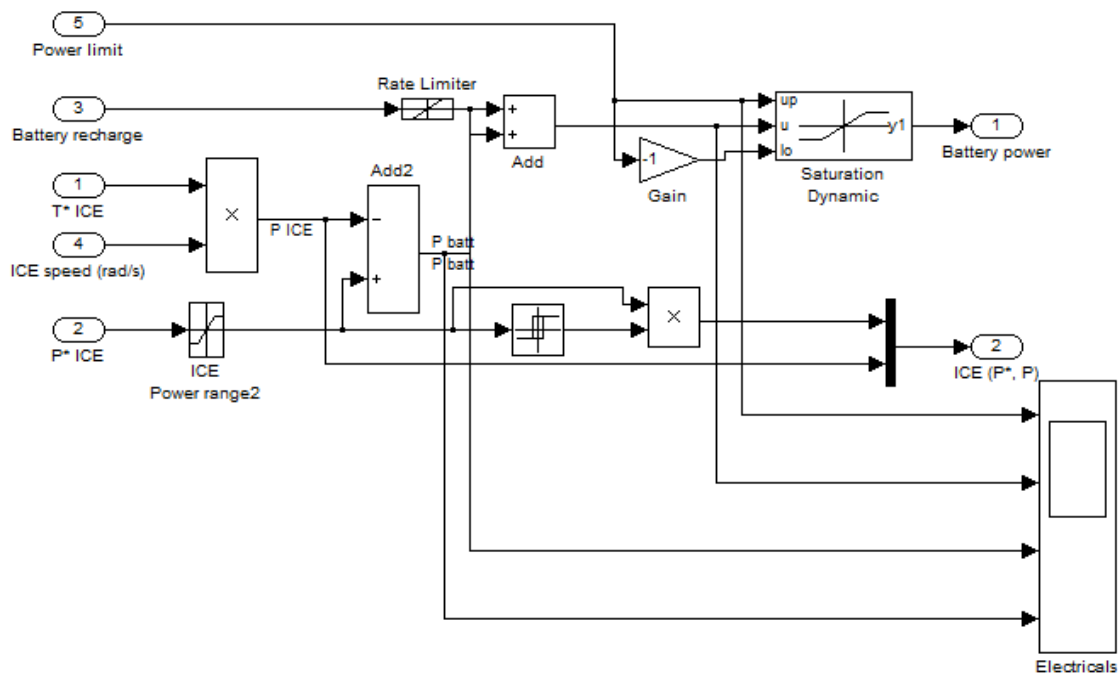 5
Power limit
Rate Limiter
3
Battery recharge
+
+
Add
up
u
lo
y1
1
Battery power
-1
Gain
Saturation
Dynamic
Add2
1
T* ICE
×
P ICE
−
+
P batt
P batt
4
ICE speed (rad/s)
2
P* ICE
ICE
Power range2
×
2
ICE (P*, P)
Electricals